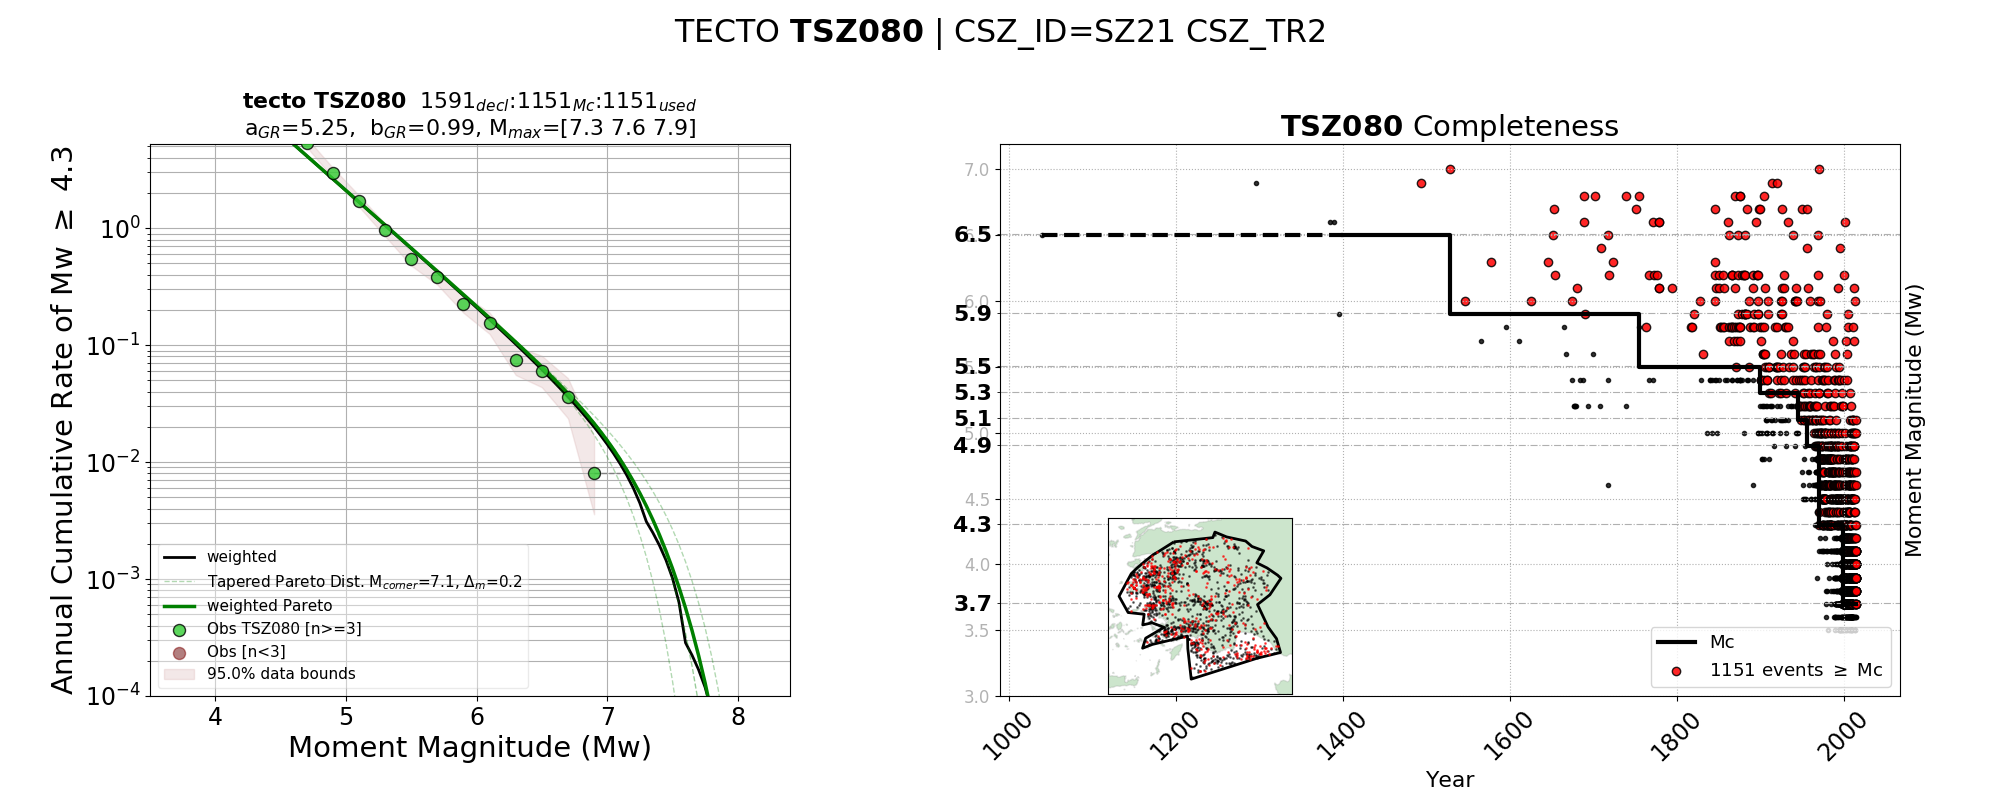 TECTO TSZ080 | CSZ_ID=SZ21 CSZ_TR2
tecto TSZ080 1591decl:1151Mc:1151used
aGR=5.25, bGR=0.99, Mmax=[7.3 7.6 7.9]
Annual Cumulative Rate of Mw ≥ 4.3
10^0
10^-1
10^-2
10^-3
10^-4
weighted
Tapered Pareto Dist. Mcorner=7.1, Δm=0.2
weighted Pareto
Obs TSZ080 [n>=3]
Obs [n<3]
95.0% data bounds
4 5 6 7 8
Moment Magnitude (Mw)
TSZ080 Completeness
7.0
6.5
6.0
5.9
5.5
5.3
5.1
5.0
4.9
4.5
4.3
4.0
3.7
3.5
3.0
Mc
1151 events ≥ Mc
1000 1200 1400 1600 1800 2000
Year
Moment Magnitude (Mw)